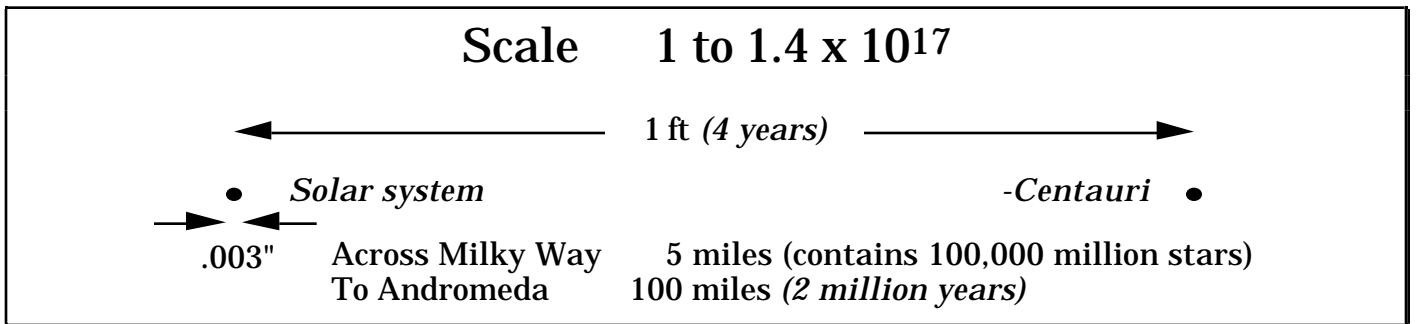 Scale 1 to 1.4 x 10¹⁷
1 ft (4 years)
Solar system -Centauri
.003" Across Milky Way 5 miles (contains 100,000 million stars)
To Andromeda 100 miles (2 million years)